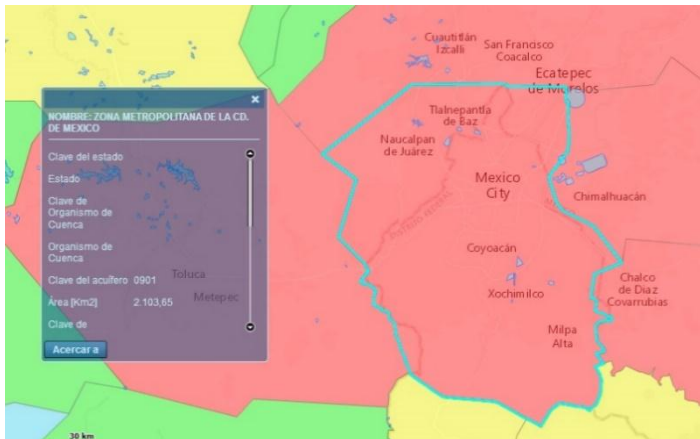 Cuautitlán
Izcalli
San Francisco
Coacalco
Ecatepec
de Morelos
×
NOMBRE: ZONA METROPOLITANA DE LA CD.
DE MEXICO
Clave del estado
Estado
Clave de
Organismo de
Cuenca
Organismo de
Cuenca
Clave del acuífero 0901
Área [Km2] 2.103,65
Clave de
Acercar a
Toluca
Metepec
Tlalnepantla
de Baz
Naucalpan
de Juárez
Mexico
City
DISTRITO FEDERAL
Chimalhuacán
Coyoacán
Xochimilco
Chalco
de Díaz
Covarrubias
Milpa
Alta
30 km